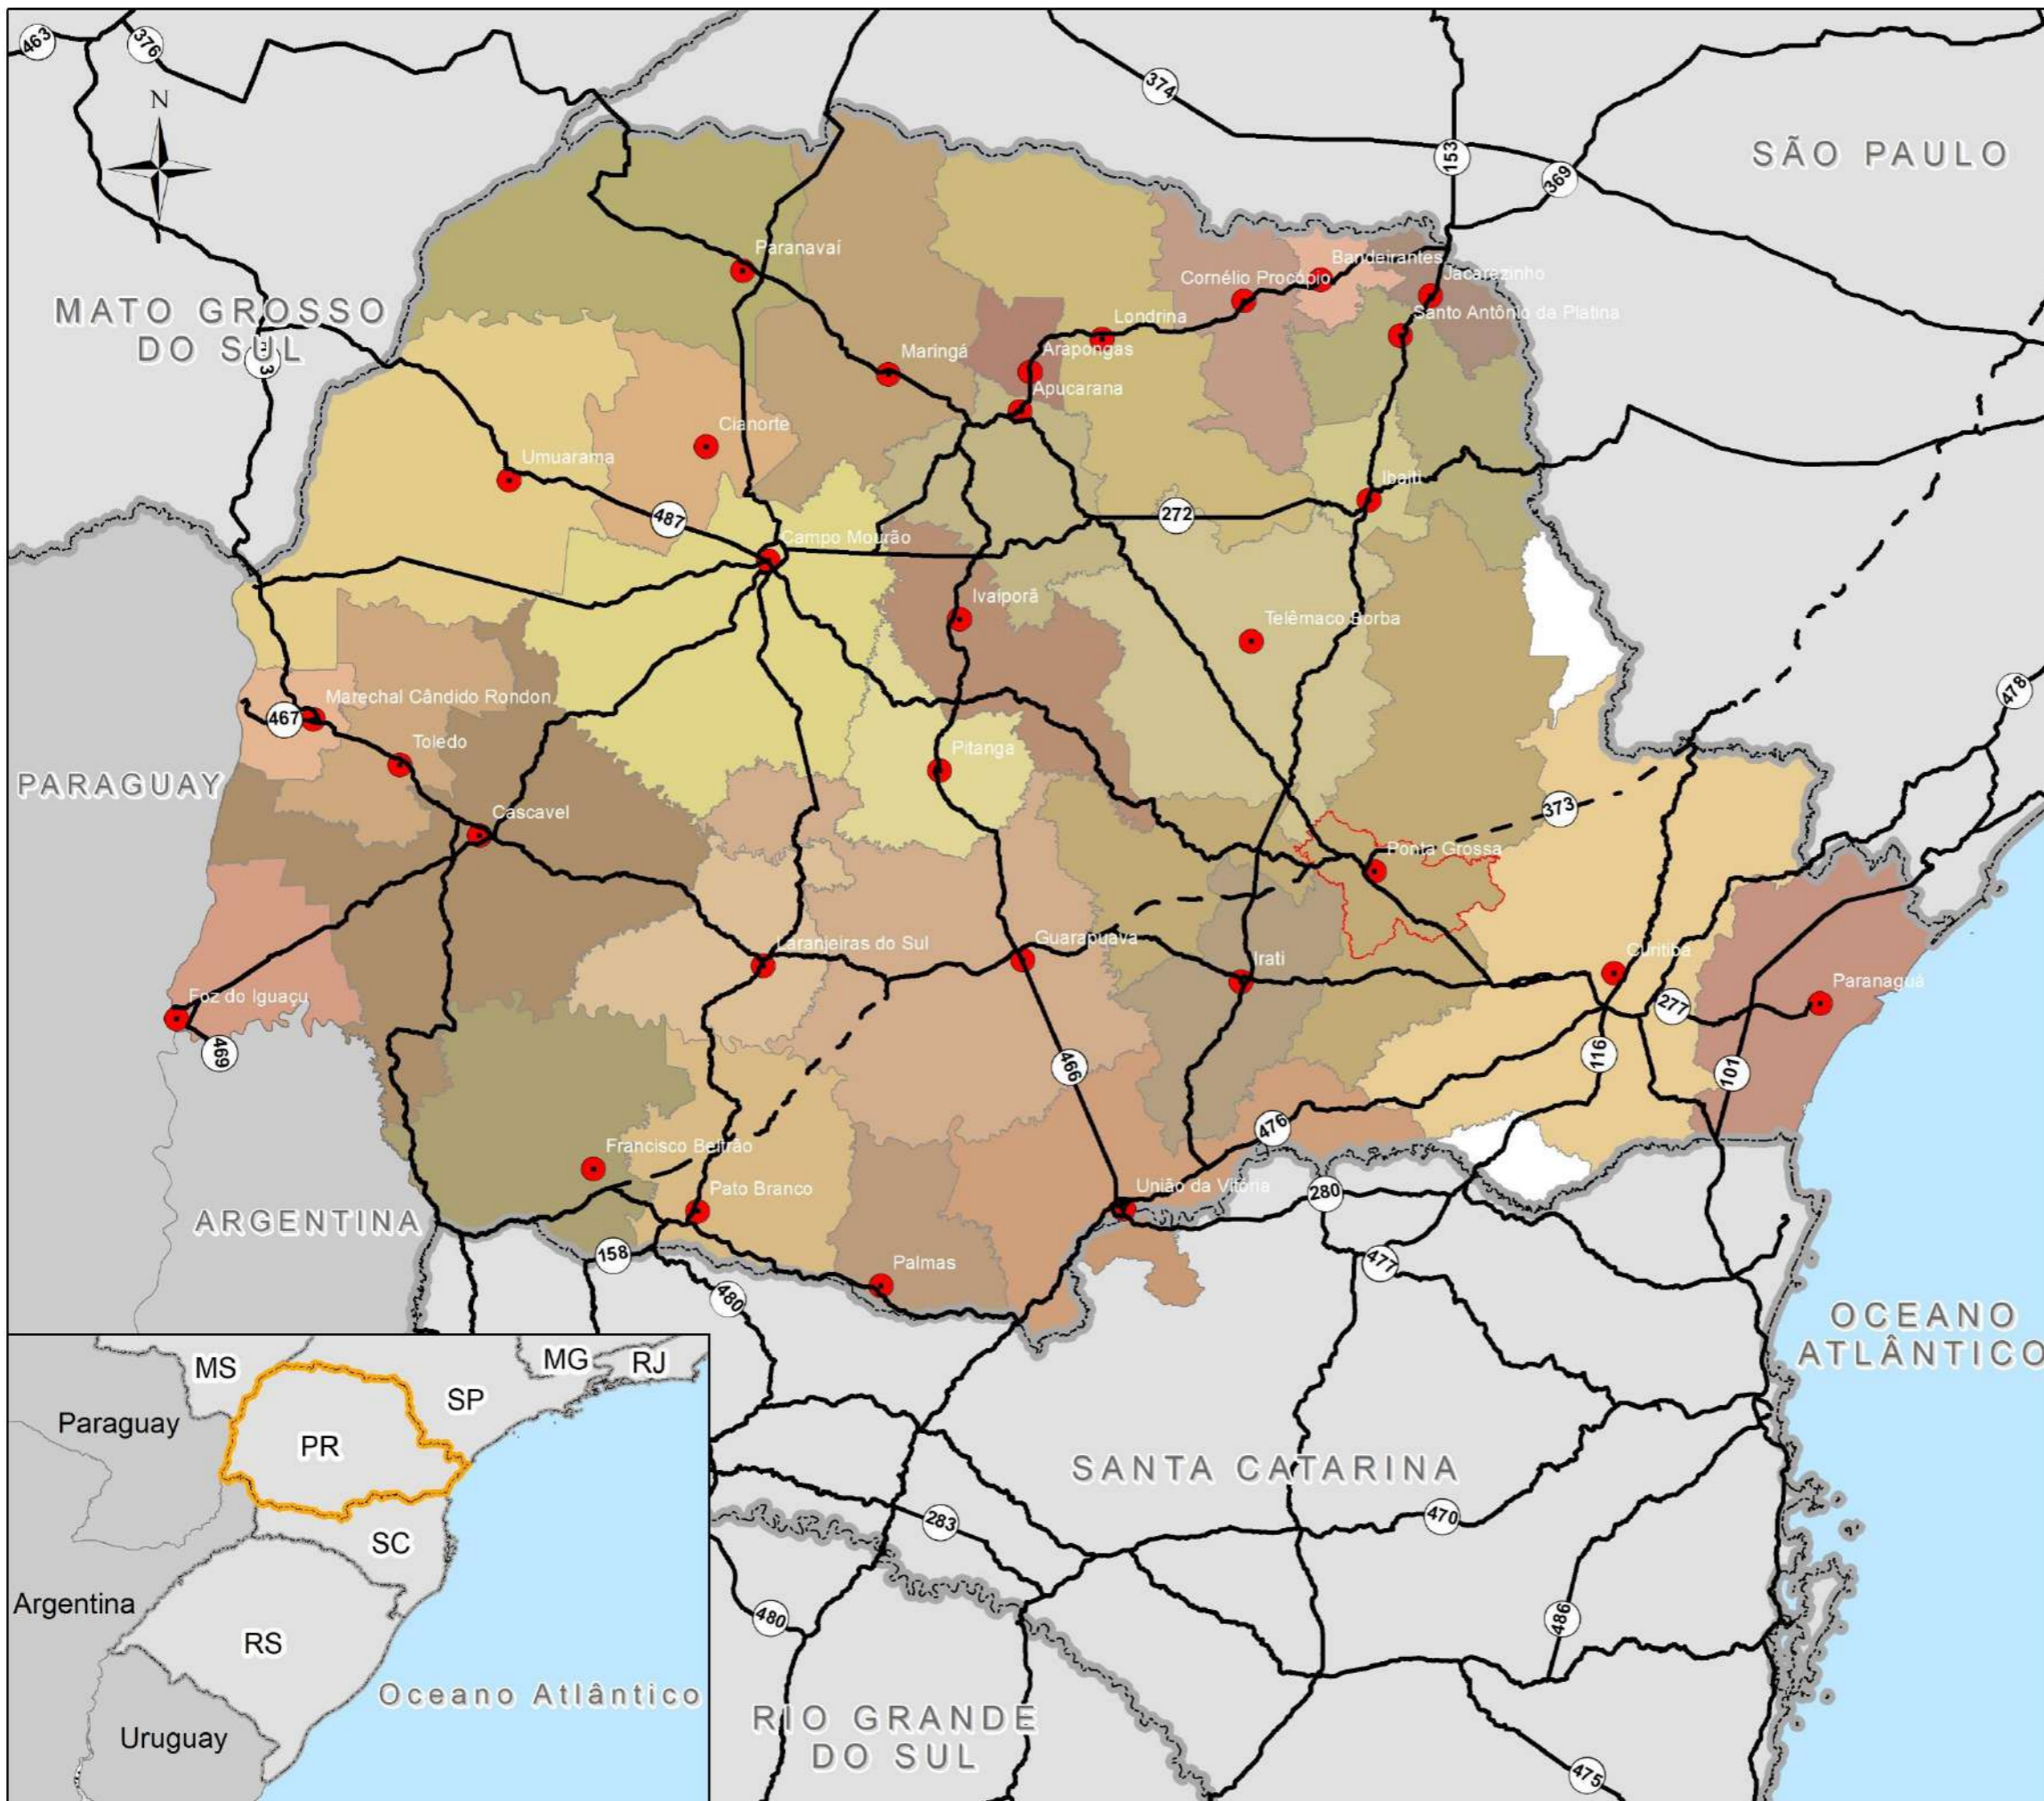 463
376
N
374
153
369
SÃO PAULO
MATO GROSSO
DO SUL
Paranavaí
Bandeirantes
Cornélio Procópio
Jacarezinho
Santo Antônio da Platina
Londrina
Maringá
Arapongas
Apucarana
Cianorte
Umuarama
Ibaiti
487
272
Campo Mourão
Ivaiporã
Telêmaco Borba
478
Marechal Cândido Rondon
467
Toledo
Pitanga
PARAGUAY
Cascavel
373
Ponta Grossa
Laranjeiras do Sul
Guarapuava
Irati
Curitiba
Paranaguá
Foz do Iguaçu
277
469
116
466
101
476
Francisco Beltrão
Pato Branco
União da Vitória
280
ARGENTINA
158
477
Palmas
480
OCEANO
ATLÂNTICO
MS
MG
RJ
SP
Paraguay
PR
SANTA CATARINA
283
470
SC
Argentina
480
486
RS
Oceano Atlântico
RIO GRANDE
DO SUL
Uruguay
475